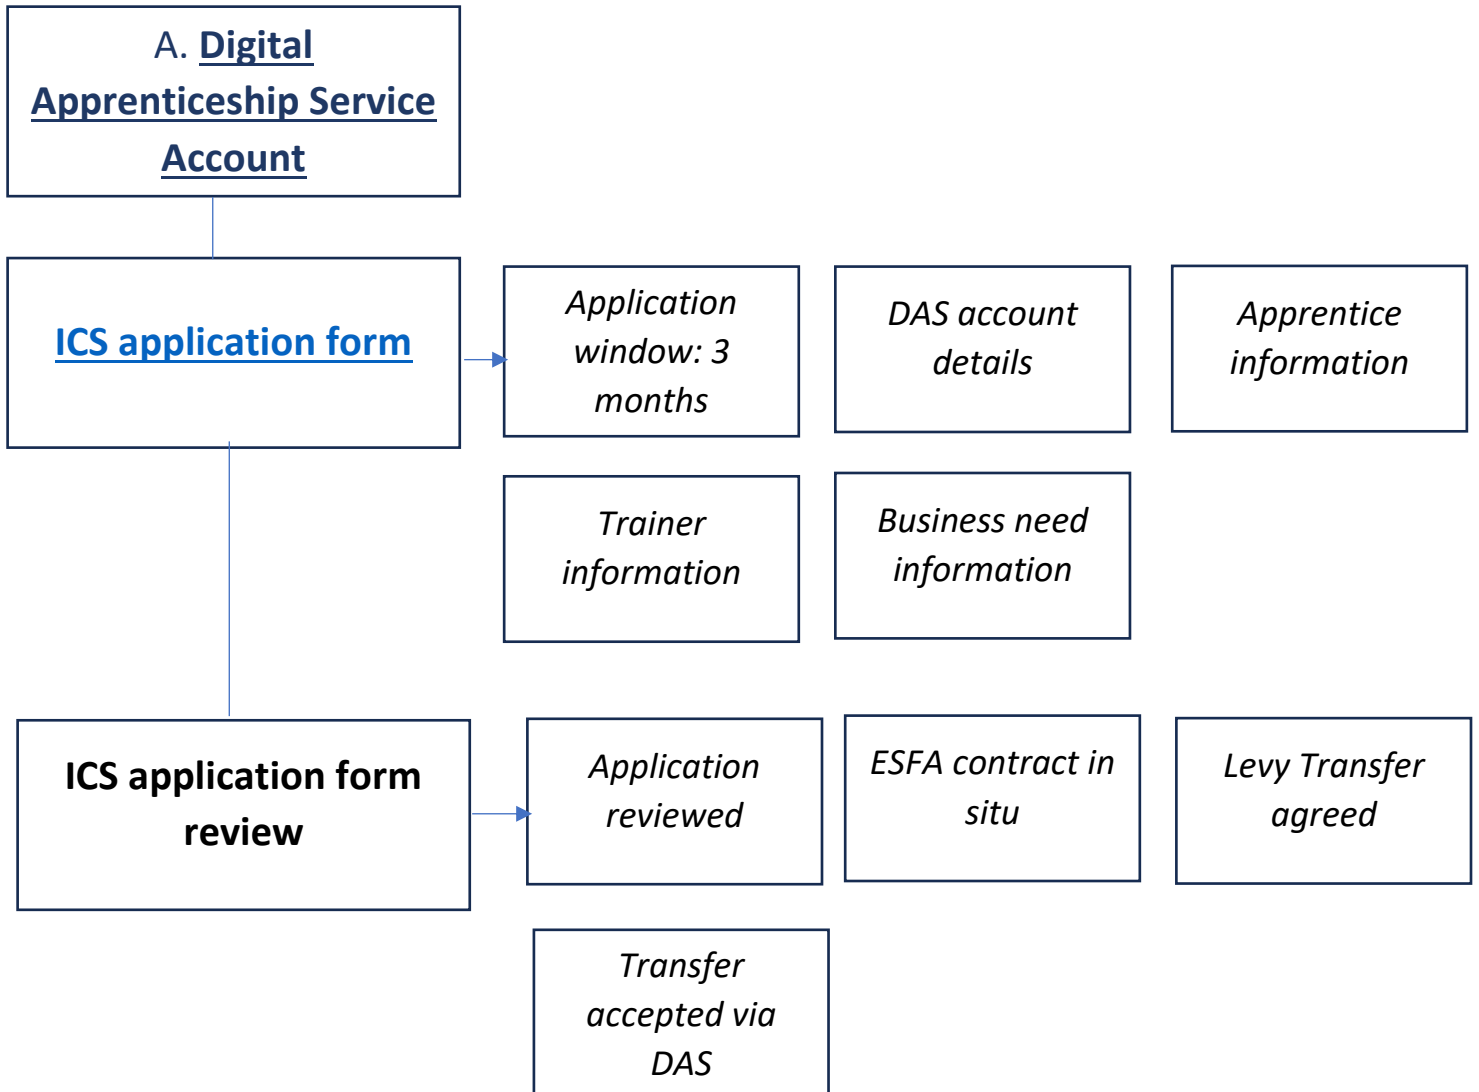 A. Digital
Apprenticeship Service
Account
ICS application form
Application
window: 3
months
DAS account
details
Apprentice
information
Trainer
information
Business need
information
ICS application form
review
Application
reviewed
ESFA contract in
situ
Levy Transfer
agreed
Transfer
accepted via
DAS